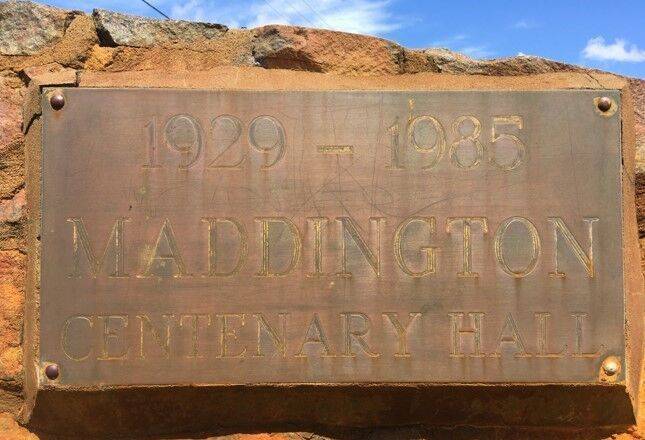 1929 – 1985
MADDINGTON
CENTENARY HALL